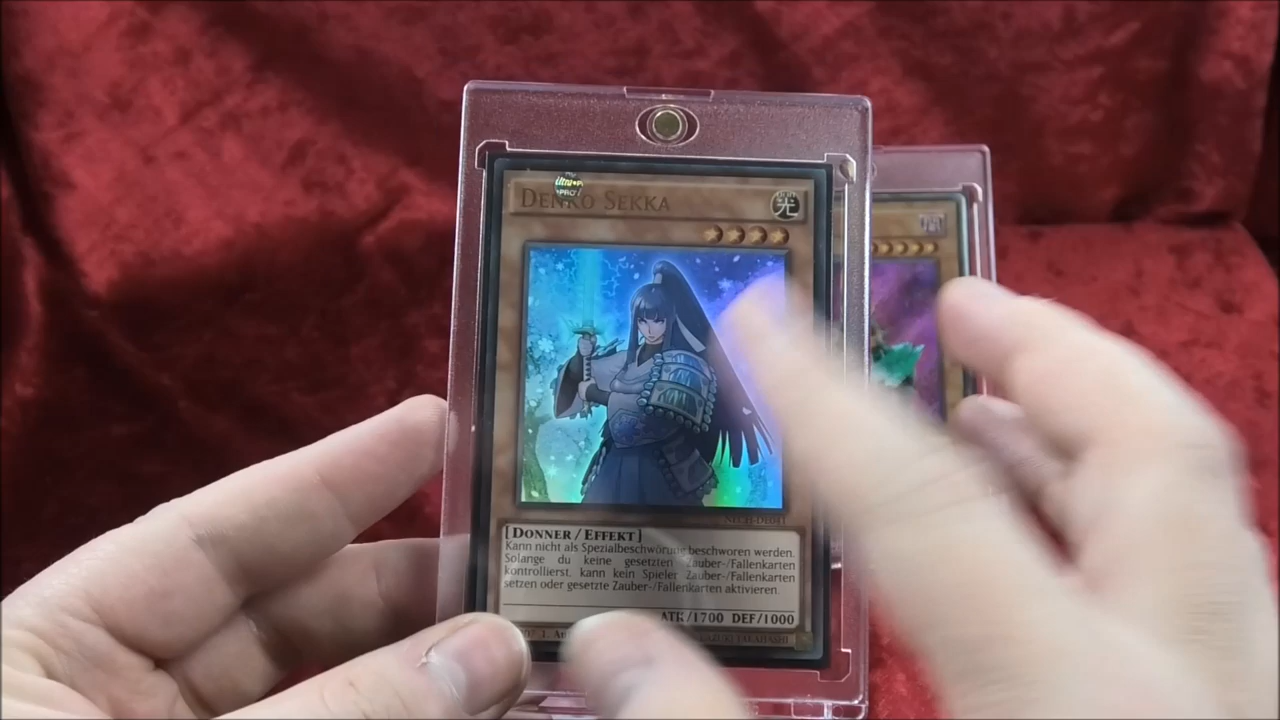 DENKO SEKKA
光
[DONNER/EFFEKT]
Kann nicht als Spezialbeschwörung beschworen werden.
Solange du keine gesetzten Zauber-/Fallenkarten
kontrollierst, kann kein Spieler Zauber-/Fallenkarten
setzen oder gesetzte Zauber-/Fallenkarten aktivieren.
ATK/1700 DEF/1000